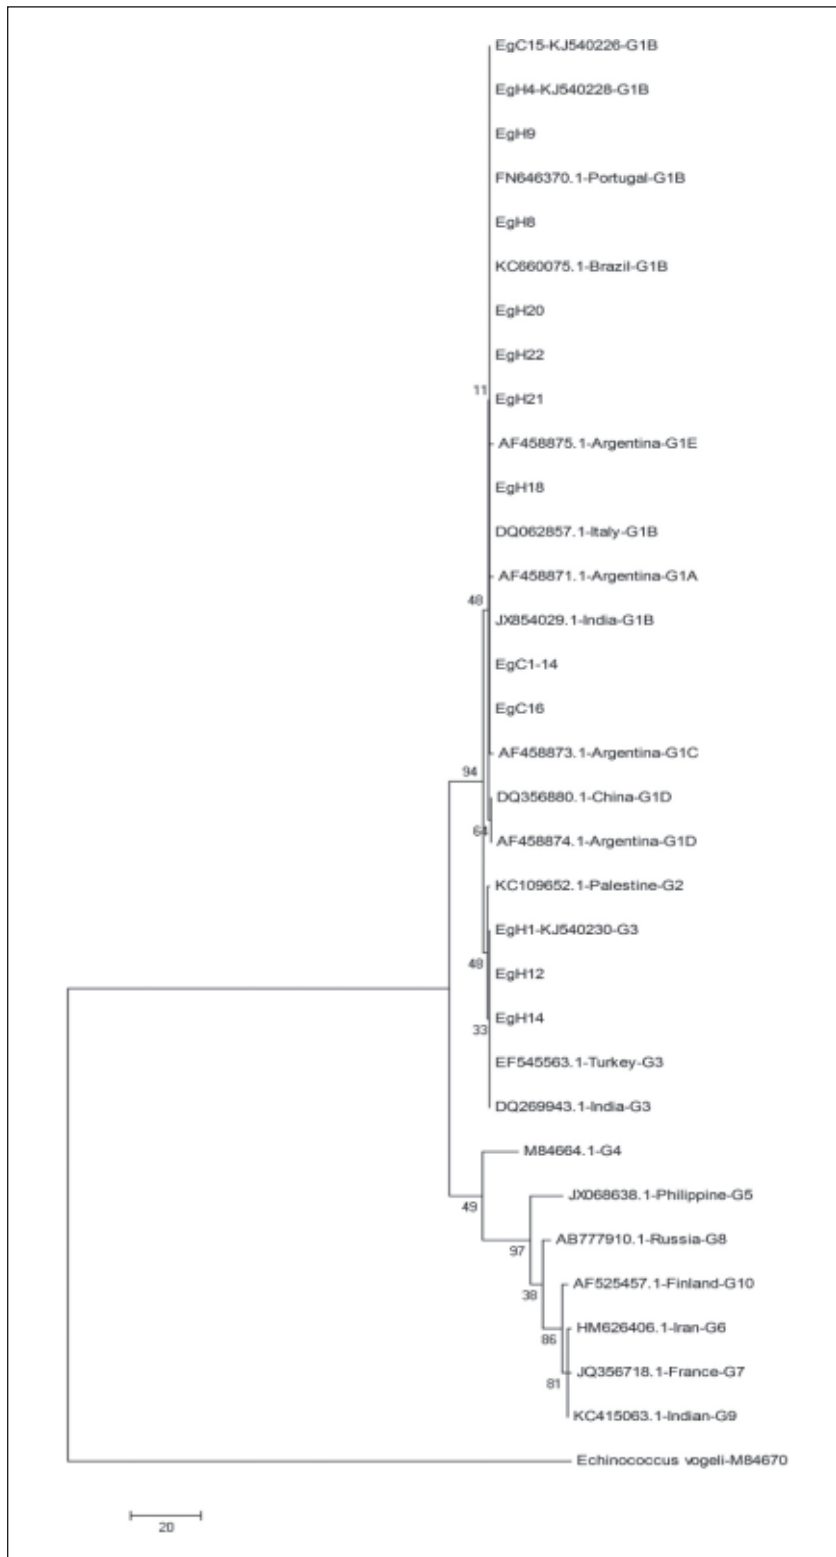 EgC15-KJ540226-G1B
EgH4-KJ540228-G1B
EgH9
FN646370.1-Portugal-G1B
EgH8
KC660075.1-Brazil-G1B
EgH20
EgH22
11
EgH21
AF458875.1-Argentina-G1E
EgH18
DQ062857.1-Italy-G1B
AF458871.1-Argentina-G1A
48
JX854029.1-India-G1B
EgC1-14
EgC16
AF458873.1-Argentina-G1C
94
DQ356880.1-China-G1D
64
AF458874.1-Argentina-G1D
KC109652.1-Palestine-G2
EgH1-KJ540230-G3
48
EgH12
EgH14
33
EF545563.1-Turkey-G3
DQ269943.1-India-G3
M84664.1-G4
JX068638.1-Philippine-G5
49
AB777910.1-Russia-G8
97
AF525457.1-Finland-G10
38
HM626406.1-Iran-G6
86
JQ356718.1-France-G7
81
KC415063.1-Indian-G9
Echinococcus vogeli-M84670
20